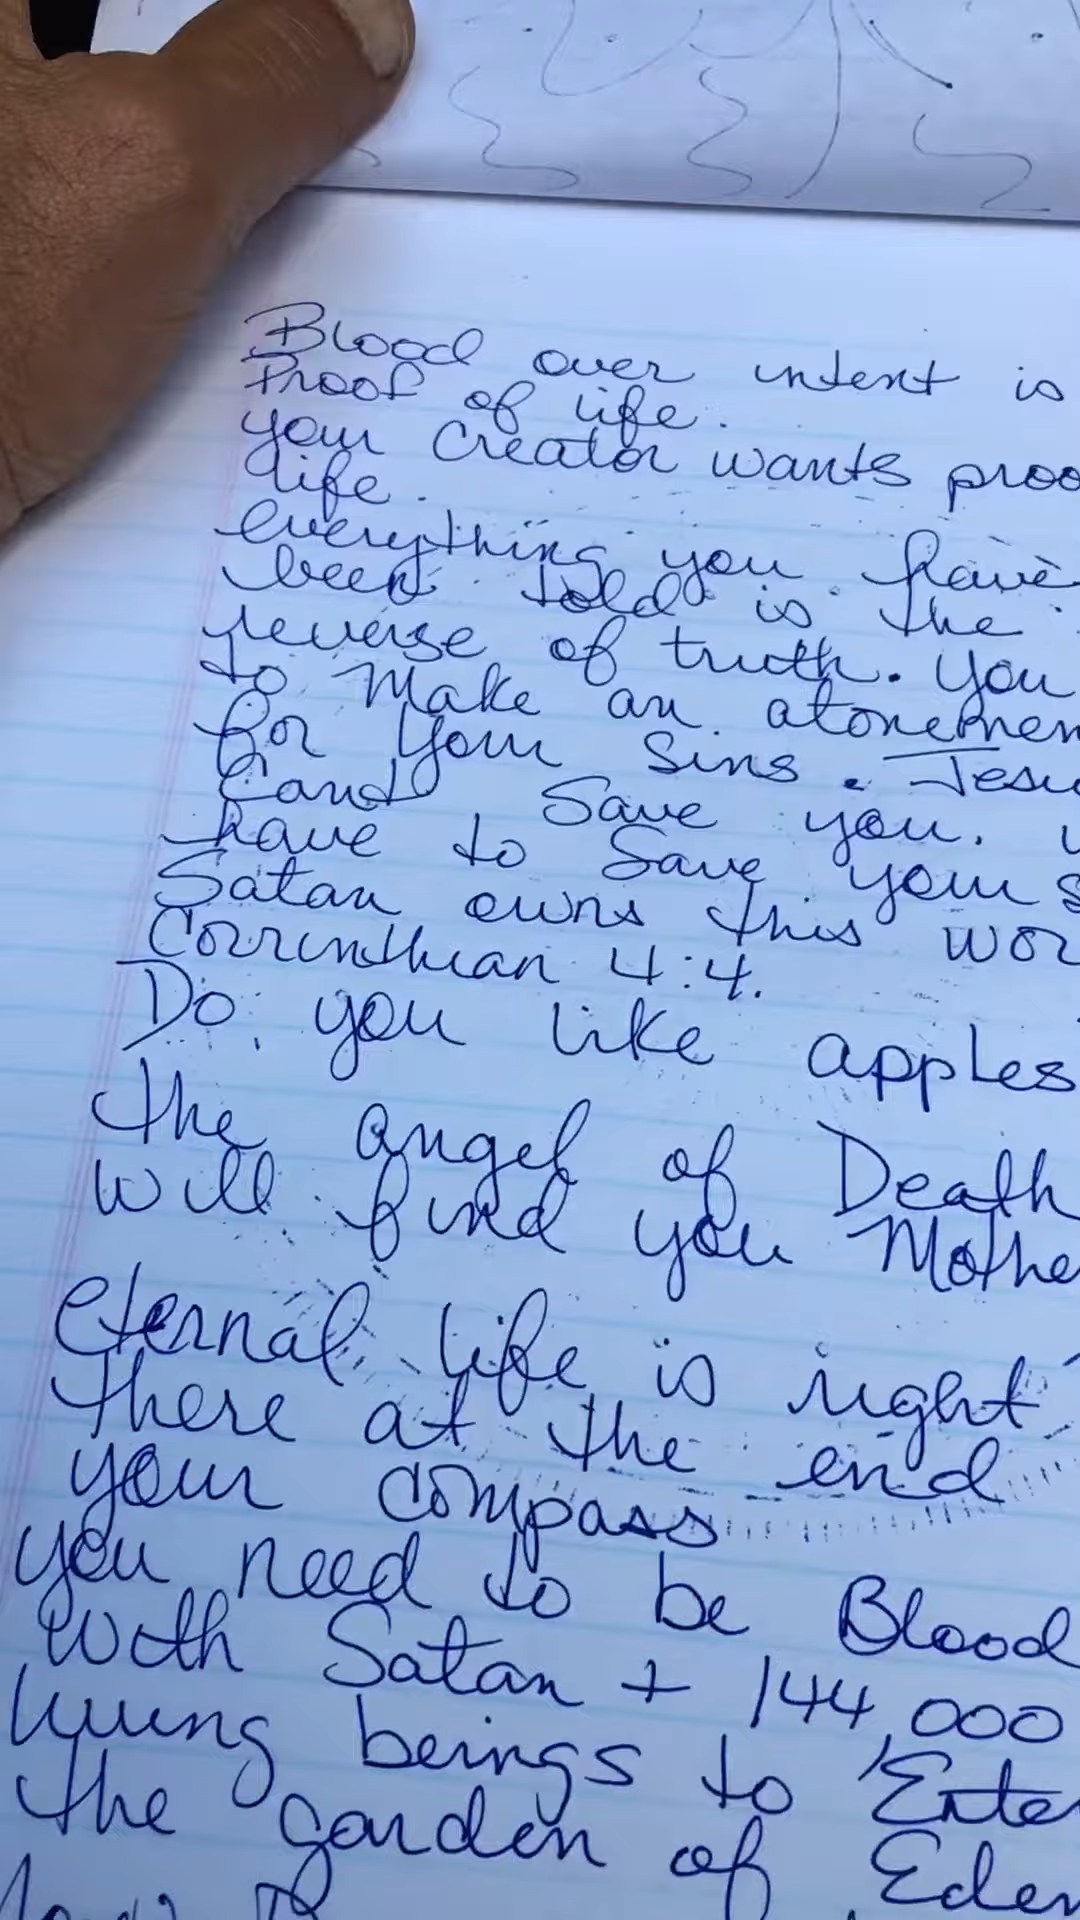 Blood over intent is
Proof of life.
your Creator wants proo
life.
everything you have
been told is the
reverse of truth. you
to Make an atonemen
for your Sins. Jesu
Cant Save you.
have to Save your s
Satan owns this wor
Corrinthian 4:4.
Do you like apples
the angel of Death
will find you Mothe
eternal life is right
there at the end
your compass
you need to be Blood
with Satan + 144,000
living beings to Ente
the garden of Eden